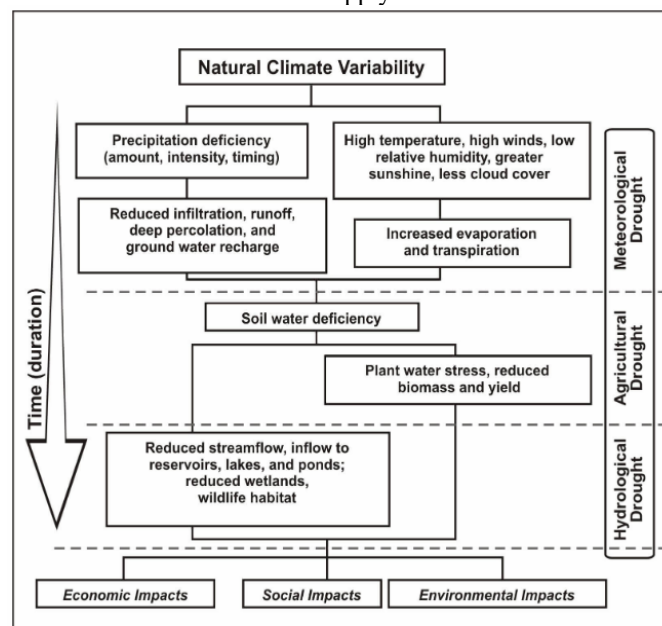 Natural Climate Variability
Precipitation deficiency
(amount, intensity, timing)
High temperature, high winds, low
relative humidity, greater
sunshine, less cloud cover
Reduced infiltration, runoff,
deep percolation, and
ground water recharge
Increased evaporation
and transpiration
Meteorological
Drought
Soil water deficiency
Plant water stress, reduced
biomass and yield
Agricultural
Drought
Time (duration)
Reduced streamflow, inflow to
reservoirs, lakes, and ponds;
reduced wetlands,
wildlife habitat
Hydrological
Drought
Economic Impacts
Social Impacts
Environmental Impacts